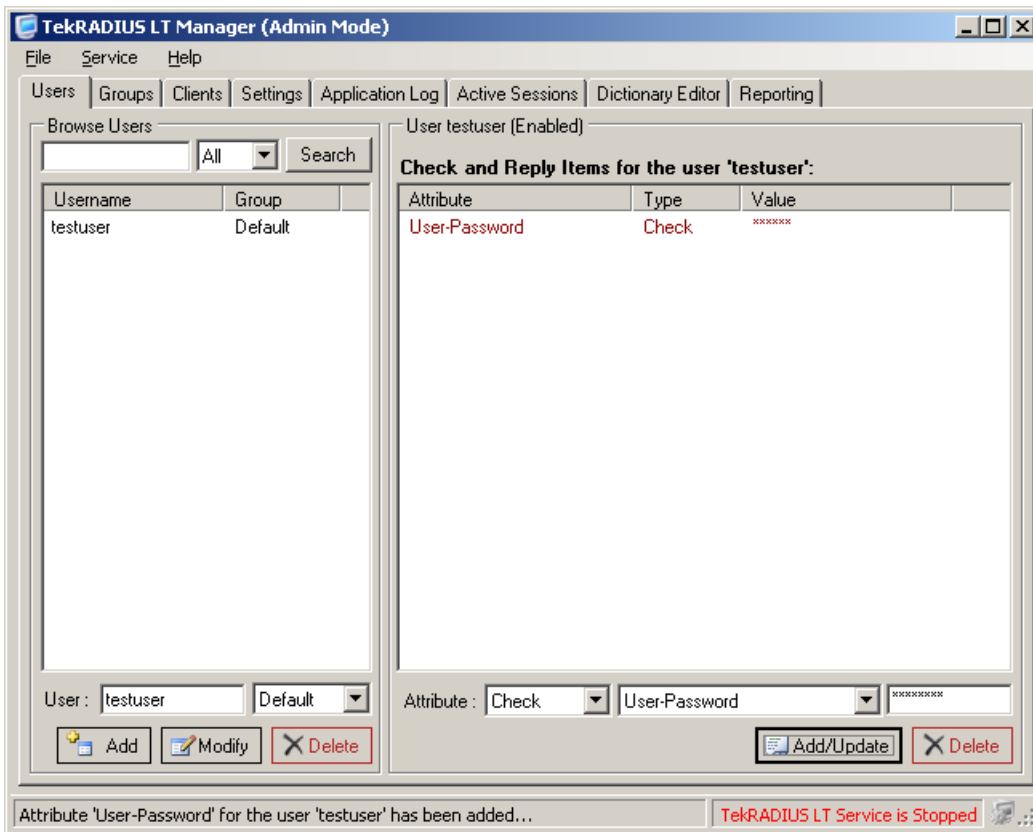 TekRADIUS LT Manager (Admin Mode)
File Service Help
Users Groups Clients Settings Application Log Active Sessions Dictionary Editor Reporting
Browse Users
All Search
Username Group
testuser Default
User : testuser Default
Add Modify Delete
User testuser (Enabled)
Check and Reply Items for the user 'testuser':
Attribute Type Value
User-Password Check ******
Attribute : Check User-Password ********
Add/Update Delete
Attribute 'User-Password' for the user 'testuser' has been added... TekRADIUS LT Service is Stopped